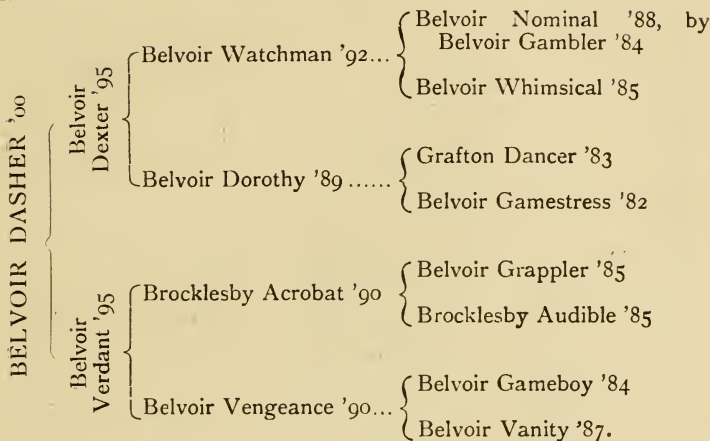 BELVOIR DASHER '00
Belvoir
Dexter '95
Belvoir Watchman '92...
Belvoir Nominal '88, by
Belvoir Gambler '84
Belvoir Whimsical '85
Belvoir Dorothy '89......
Grafton Dancer '83
Belvoir Gamestress '82
Belvoir
Verdant '95
Brocklesby Acrobat '90
Belvoir Grappler '85
Brocklesby Audible '85
Belvoir Vengeance '90...
Belvoir Gameboy '84
Belvoir Vanity '87.